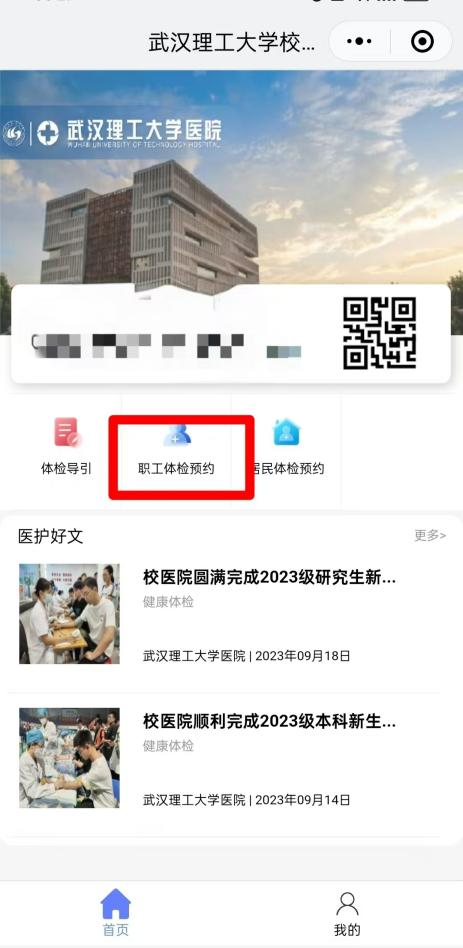 武汉理工大学校...
武汉理工大学医院
WUHAN UNIVERSITY OF TECHNOLOGY HOSPITAL
体检导引
职工体检预约
居民体检预约
医护好文
更多>
校医院圆满完成2023级研究生新...
健康体检
武汉理工大学医院 | 2023年09月18日
校医院顺利完成2023级本科新生...
健康体检
武汉理工大学医院 | 2023年09月14日
首页
我的